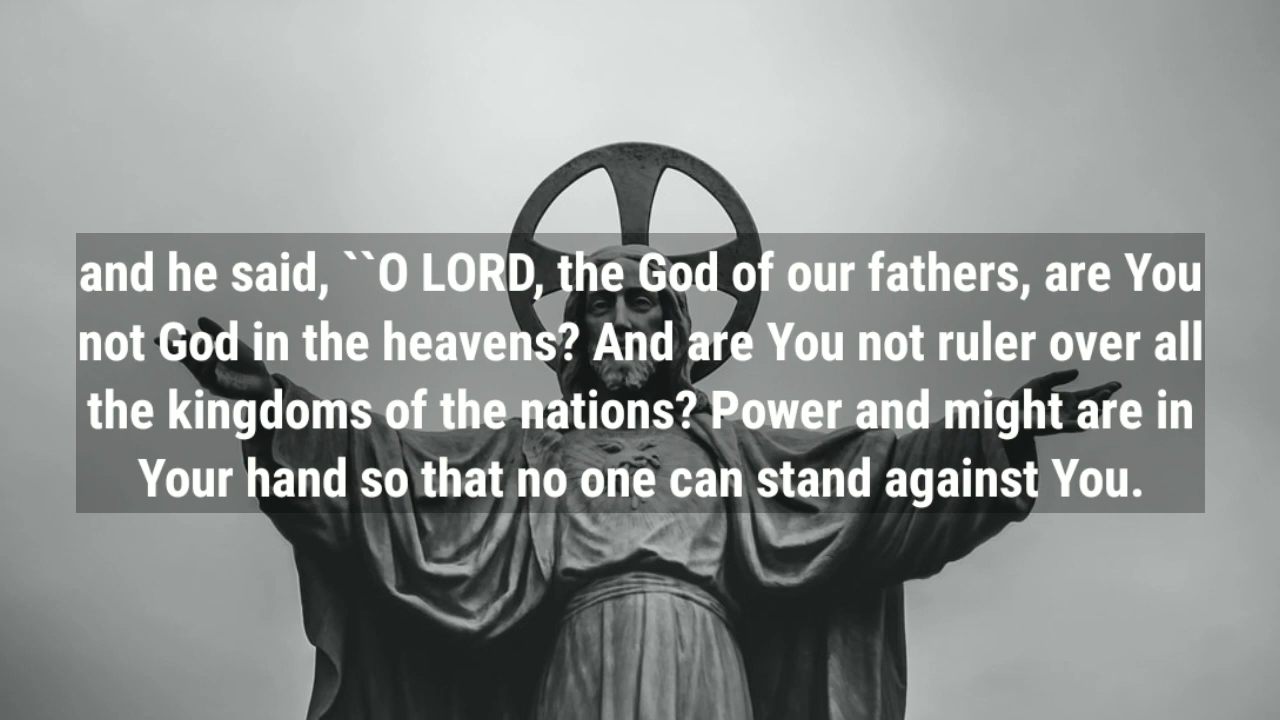 and he said, ``O LORD, the God of our fathers, are You
not God in the heavens? And are You not ruler over all
the kingdoms of the nations? Power and might are in
Your hand so that no one can stand against You.